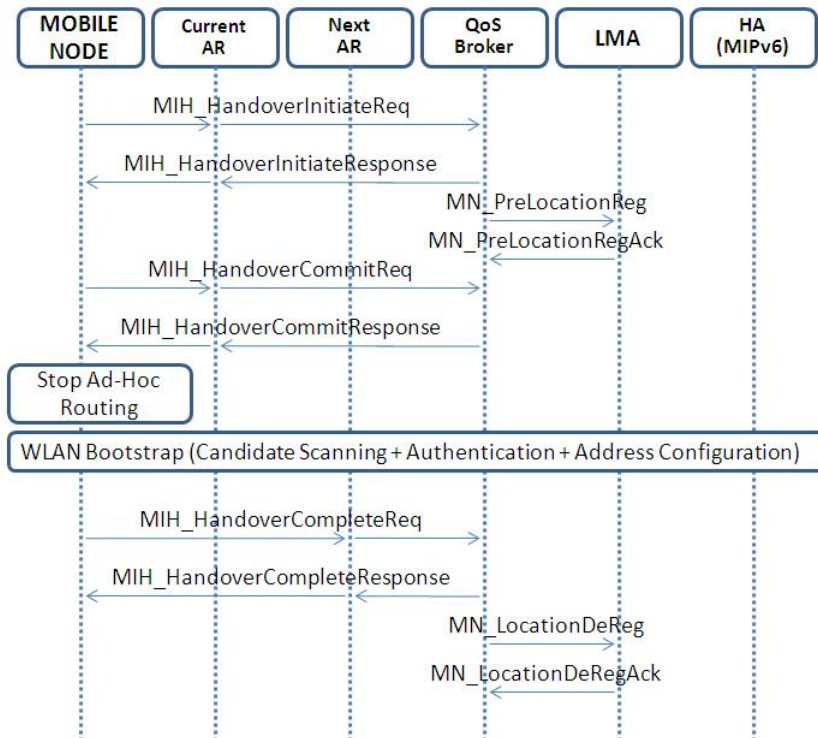 MOBILE
NODE
Current
AR
Next
AR
QoS
Broker
LMA
HA
(MIPv6)
MIH_HandoverInitiateReq
MIH_HandoverInitiateResponse
MN_PreLocationReg
MN_PreLocationRegAck
MIH_HandoverCommitReq
MIH_HandoverCommitResponse
Stop Ad-Hoc
Routing
WLAN Bootstrap (Candidate Scanning + Authentication + Address Configuration)
MIH_HandoverCompleteReq
MIH_HandoverCompleteResponse
MN_LocationDeReg
MN_LocationDeRegAck